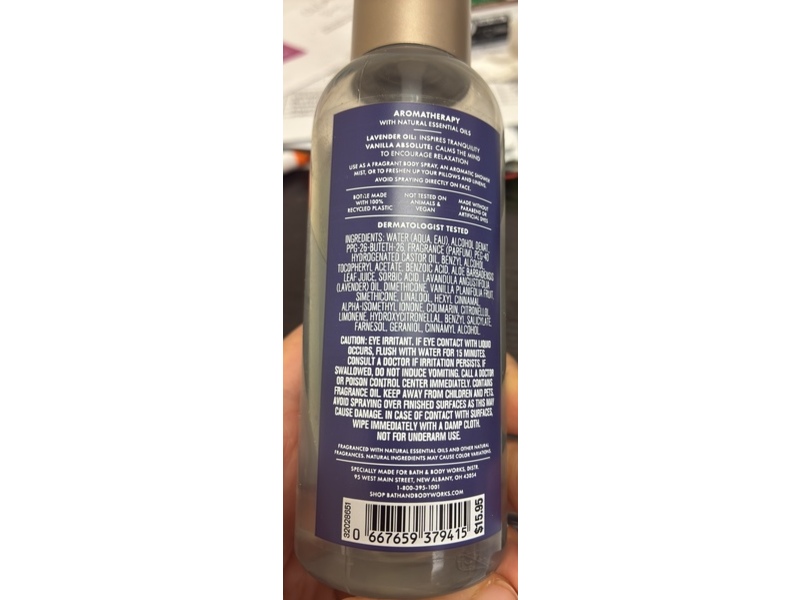 AROMATHERAPY
WITH NATURAL ESSENTIAL OILS
LAVENDER OIL: INSPIRES TRANQUILITY
VANILLA ABSOLUTE: CALMS THE MIND
TO ENCOURAGE RELAXATION
USE AS A FRAGRANT BODY SPRAY, AN AROMATIC SHOWER
MIST, OR TO FRESHEN UP YOUR PILLOWS AND LINENS.
AVOID SPRAYING DIRECTLY ON FACE.
BOTTLE MADE
WITH 100%
RECYCLED PLASTIC
NOT TESTED ON
ANIMALS &
VEGAN
MADE WITHOUT
PARABENS OR
ARTIFICIAL DYES
DERMATOLOGIST TESTED
INGREDIENTS: WATER (AQUA, EAU), ALCOHOL DENAT.
PPG-26-BUTETH-26, FRAGRANCE (PARFUM), PEG-40
HYDROGENATED CASTOR OIL, BENZYL ALCOHOL,
TOCOPHERYL ACETATE, BENZOIC ACID, ALOE BARBADENSIS
LEAF JUICE, SORBIC ACID, LAVANDULA ANGUSTIFOLIA
(LAVENDER) OIL, DIMETHICONE, VANILLA PLANIFOLIA FRUIT,
SIMETHICONE, LINALOOL, HEXYL CINNAMAL,
ALPHA-ISOMETHYL IONONE, COUMARIN, CITRONELLOL,
LIMONENE, HYDROXYCITRONELLAL, BENZYL SALICYLATE,
FARNESOL, GERANIOL, CINNAMYL ALCOHOL.
CAUTION: EYE IRRITANT. IF EYE CONTACT WITH LIQUID
OCCURS, FLUSH WITH WATER FOR 15 MINUTES.
CONSULT A DOCTOR IF IRRITATION PERSISTS. IF
SWALLOWED, DO NOT INDUCE VOMITING. CALL A DOCTOR
OR POISON CONTROL CENTER IMMEDIATELY. CONTAINS
FRAGRANCE OIL. KEEP AWAY FROM CHILDREN AND PETS.
AVOID SPRAYING OVER FINISHED SURFACES AS THIS MAY
CAUSE DAMAGE. IN CASE OF CONTACT WITH SURFACES,
WIPE IMMEDIATELY WITH A DAMP CLOTH.
NOT FOR UNDERARM USE.
FRAGRANCED WITH NATURAL ESSENTIAL OILS AND OTHER NATURAL
FRAGRANCES. NATURAL INGREDIENTS MAY CAUSE COLOR VARIATIONS.
SPECIALLY MADE FOR BATH & BODY WORKS, DISTR.
95 WEST MAIN STREET, NEW ALBANY, OH 43054
1-800-395-1001
SHOP BATHANDBODYWORKS.COM
82028651
0 667659 379415
$15.95